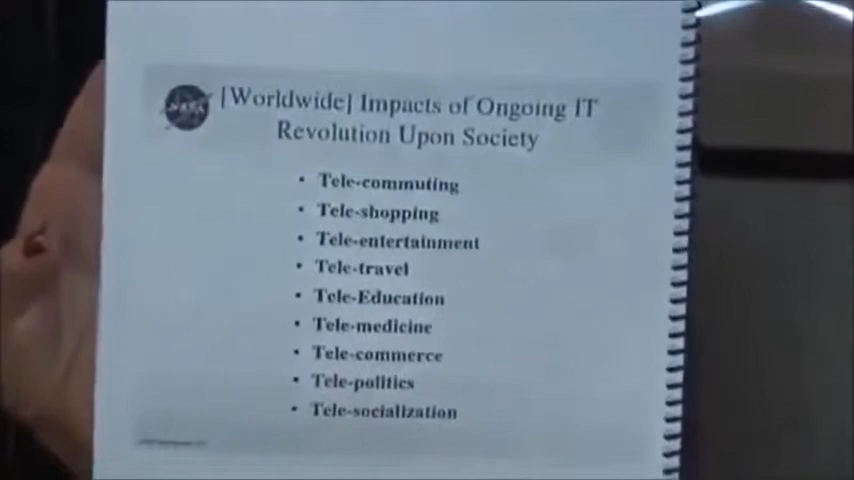 NASA
[Worldwide] Impacts of Ongoing IT
Revolution Upon Society
• Tele-commuting
• Tele-shopping
• Tele-entertainment
• Tele-travel
• Tele-Education
• Tele-medicine
• Tele-commerce
• Tele-politics
• Tele-socialization